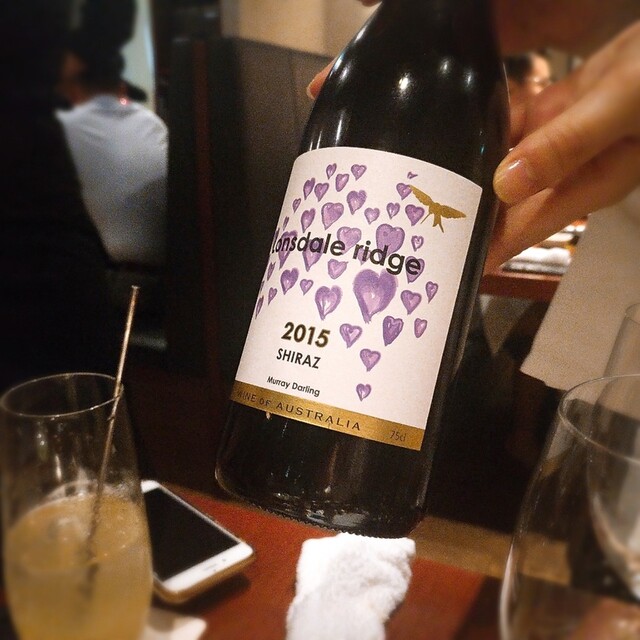 Lonsdale ridge
2015
SHIRAZ
Murray Darling
WINE OF AUSTRALIA
75cl